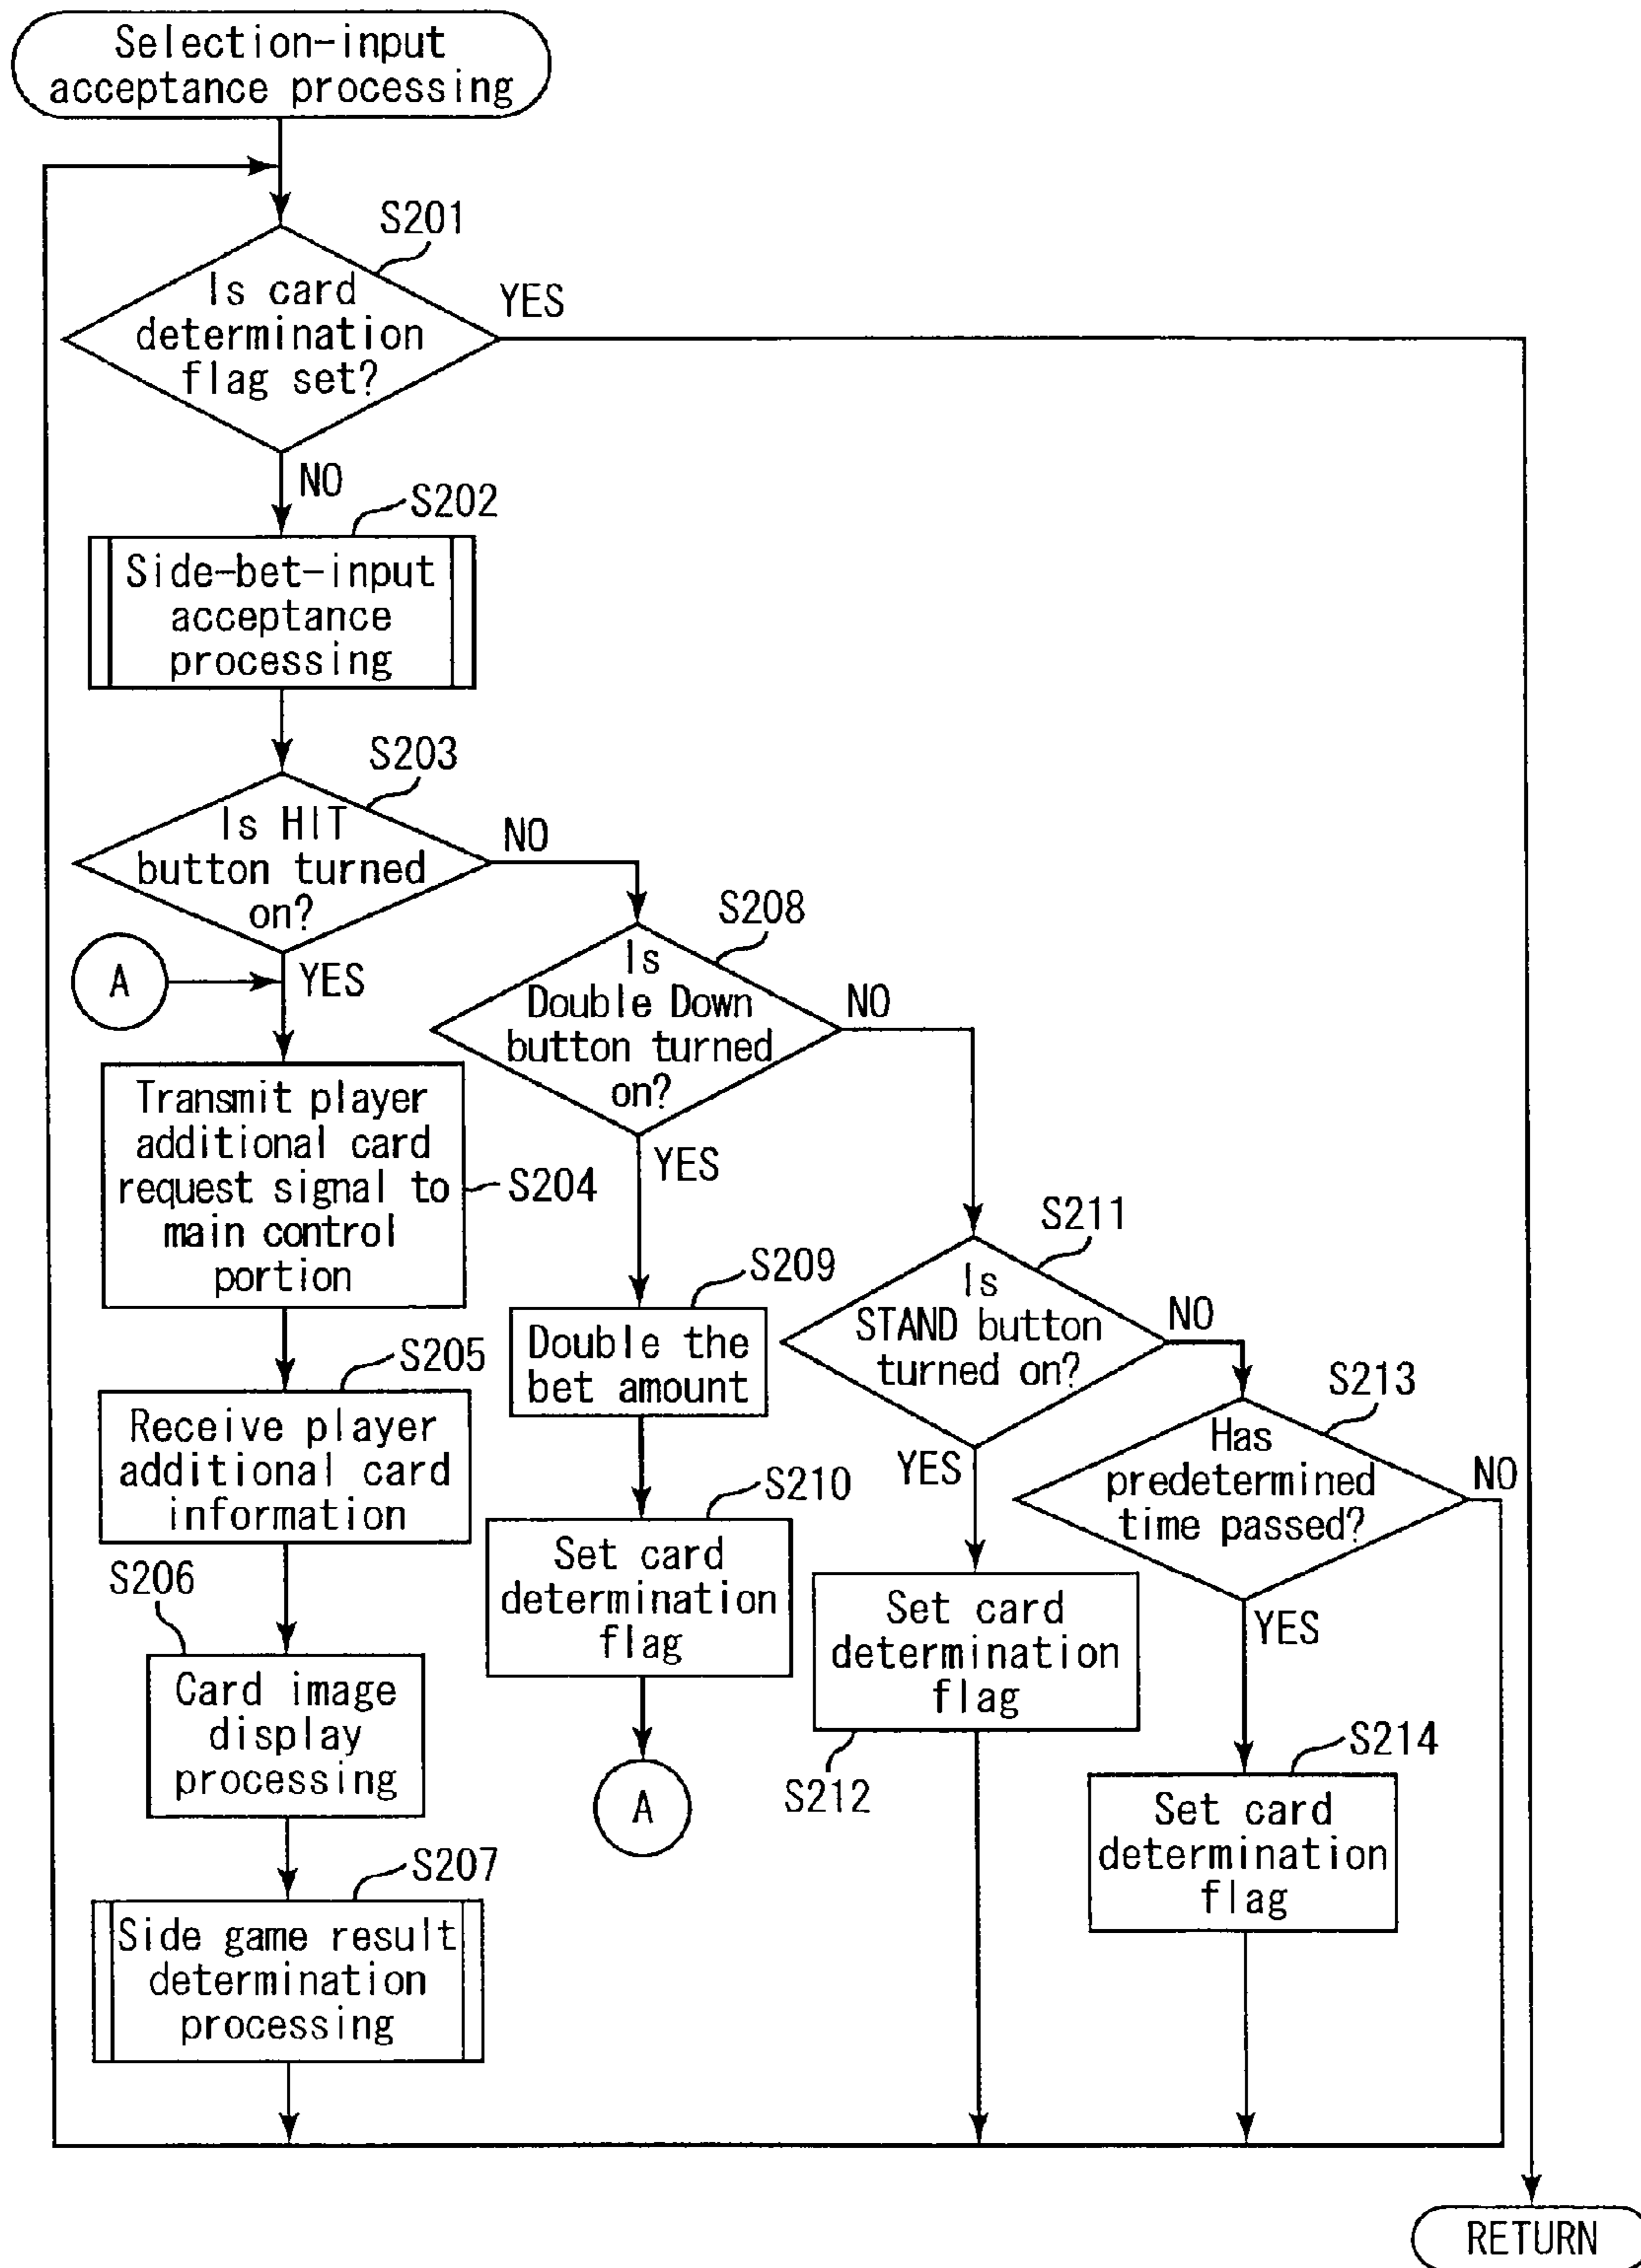 Selection-input
acceptance processing
S201
Is card
determination
flag set?
YES
NO
S202
Side-bet-input
acceptance
processing
S203
Is HIT
button turned
on?
NO
YES
A
S204
Transmit player
additional card
request signal to
main control
portion
S205
Receive player
additional card
information
S206
Card image
display
processing
S207
Side game result
determination
processing
S208
Is
Double Down
button turned
on?
NO
YES
S209
Double the
bet amount
S210
Set card
determination
flag
A
S211
Is
STAND button
turned on?
NO
YES
Set card
determination
flag
S212
S213
Has
predetermined
time passed?
NO
YES
S214
Set card
determination
flag
RETURN